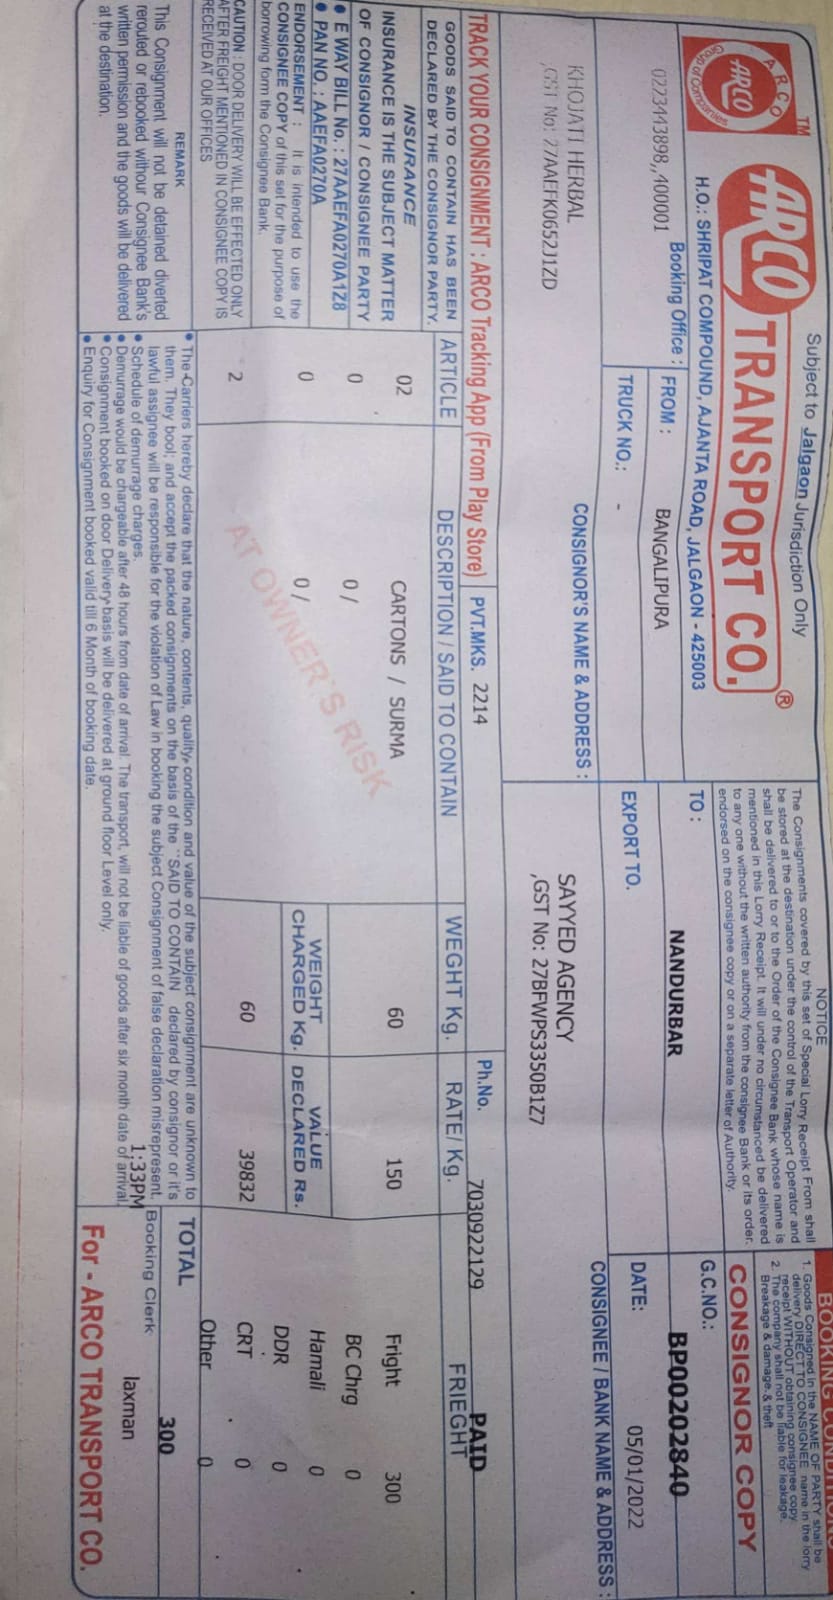 Subject to Jalgaon Jurisdiction Only
ARCO
ARCO
Group of Companies
TM
ARCO TRANSPORT CO. ®
H.O.: SHRIPAT COMPOUND, AJANTA ROAD, JALGAON - 425003
NOTICE
The Consignments covered by this set of Special Lorry Receipt From shall
be stored at the destination under the control of the Transport Operator and
shall be delivered to or to the Order of the Consignee Bank whose name is
mentioned in this Lorry Receipt. It will under no circumstanced be delivered
to any one without the written authority from the consignee Bank or its order.
endorsed on the consignee copy or on a separate letter of Authority.
BOOKING CONDITIONS
1. Goods Consigned in the NAME OF PARTY shall be
delivery DIRECT TO CONSIGNEE name in the lorry
receipt WITHOUT obtaining consignee copy.
2. The company shall not be liable for leakage,
Breakage & damage & theft
CONSIGNOR COPY
Booking Office :
0223443898,,400001
FROM :
BANGALIPURA
TO :
NANDURBAR
G.C.NO.:
BP00202840
TRUCK NO.: -
EXPORT TO.
DATE: 05/01/2022
CONSIGNOR'S NAME & ADDRESS :
KHOJATI HERBAL
,GST No: 27AAEFK0652J1ZD
CONSIGNEE / BANK NAME & ADDRESS :
SAYYED AGENCY
,GST No: 27BFWPS3350B1Z7
TRACK YOUR CONSIGNMENT : ARCO Tracking App (From Play Store)
PVT.MKS. 2214
Ph.No. 7030922129
PAID
GOODS SAID TO CONTAIN HAS BEEN
DECLARED BY THE CONSIGNOR PARTY.
INSURANCE
INSURANCE IS THE SUBJECT MATTER
OF CONSIGNOR / CONSIGNEE PARTY
• E WAY BILL No. : 27AAEFA0270A1Z8
• PAN NO. : AAEFA0270A
ENDORSEMENT : It is intended to use the
CONSIGNEE COPY of this set for the purpose of
borrowing form the Consignee Bank.
CAUTION : DOOR DELIVERY WILL BE EFFECTED ONLY
AFTER FREIGHT MENTIONED IN CONSIGNEE COPY IS
RECEIVED AT OUR OFFICES
ARTICLE DESCRIPTION / SAID TO CONTAIN WEGHT Kg. RATE/ Kg. FRIEGHT
02 CARTONS / SURMA 60 150 Fright 300
0 0 / BC Chrg 0
0 0 / WEIGHT CHARGED Kg. VALUE DECLARED Rs. Hamali 0
DDR 0
2 60 39832 CRT 0
Other 0
AT OWNER'S RISK
TOTAL 300
REMARK
This Consignment will not be detained diverted
rerouted or rebooked withour Consignee Bank's
written permission and the goods will be delivered
at the destination.
• The Carriers hereby declare that the nature, contents, quality, condition and value of the subject consignment are unknown to
them. They bool; and accept the packed consignments on the basis of the "SAID TO CONTAIN declared by consignor or it's
lawful assignee will be responsible for the violation of Law in booking the subject Consignment of false declaration misrepresent.
• Schedule of demurrage charges.
• Demurrage would be chargeable after 48 hours from date of arrival. The transport, will not be liable of goods after six month date of arrival.
• Consignment booked on door Delivery basis will be delivered at ground floor Level only.
• Enquiry for Consignment booked valid till 6 Month of booking date.
1:33PM
Booking Clerk
laxman
For - ARCO TRANSPORT CO.